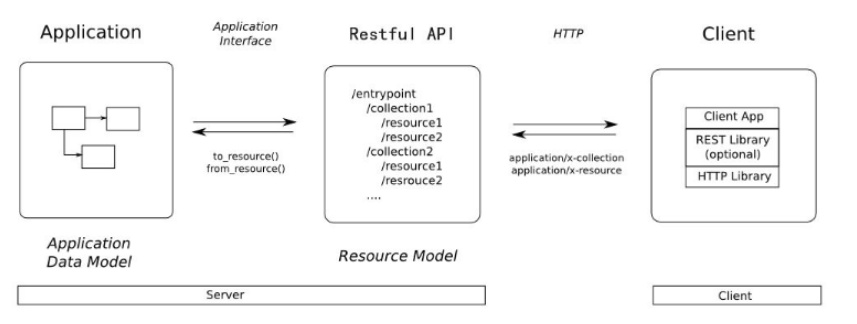 Application
Application
Interface
Restful API
HTTP
Client
/entrypoint
/collection1
/resource1
/resource2
/collection2
/resource1
/resrouce2
....
to_resource()
from_resource()
application/x-collection
application/x-resource
Client App
REST Library
(optional)
HTTP Library
Application
Data Model
Resource Model
Server
Client